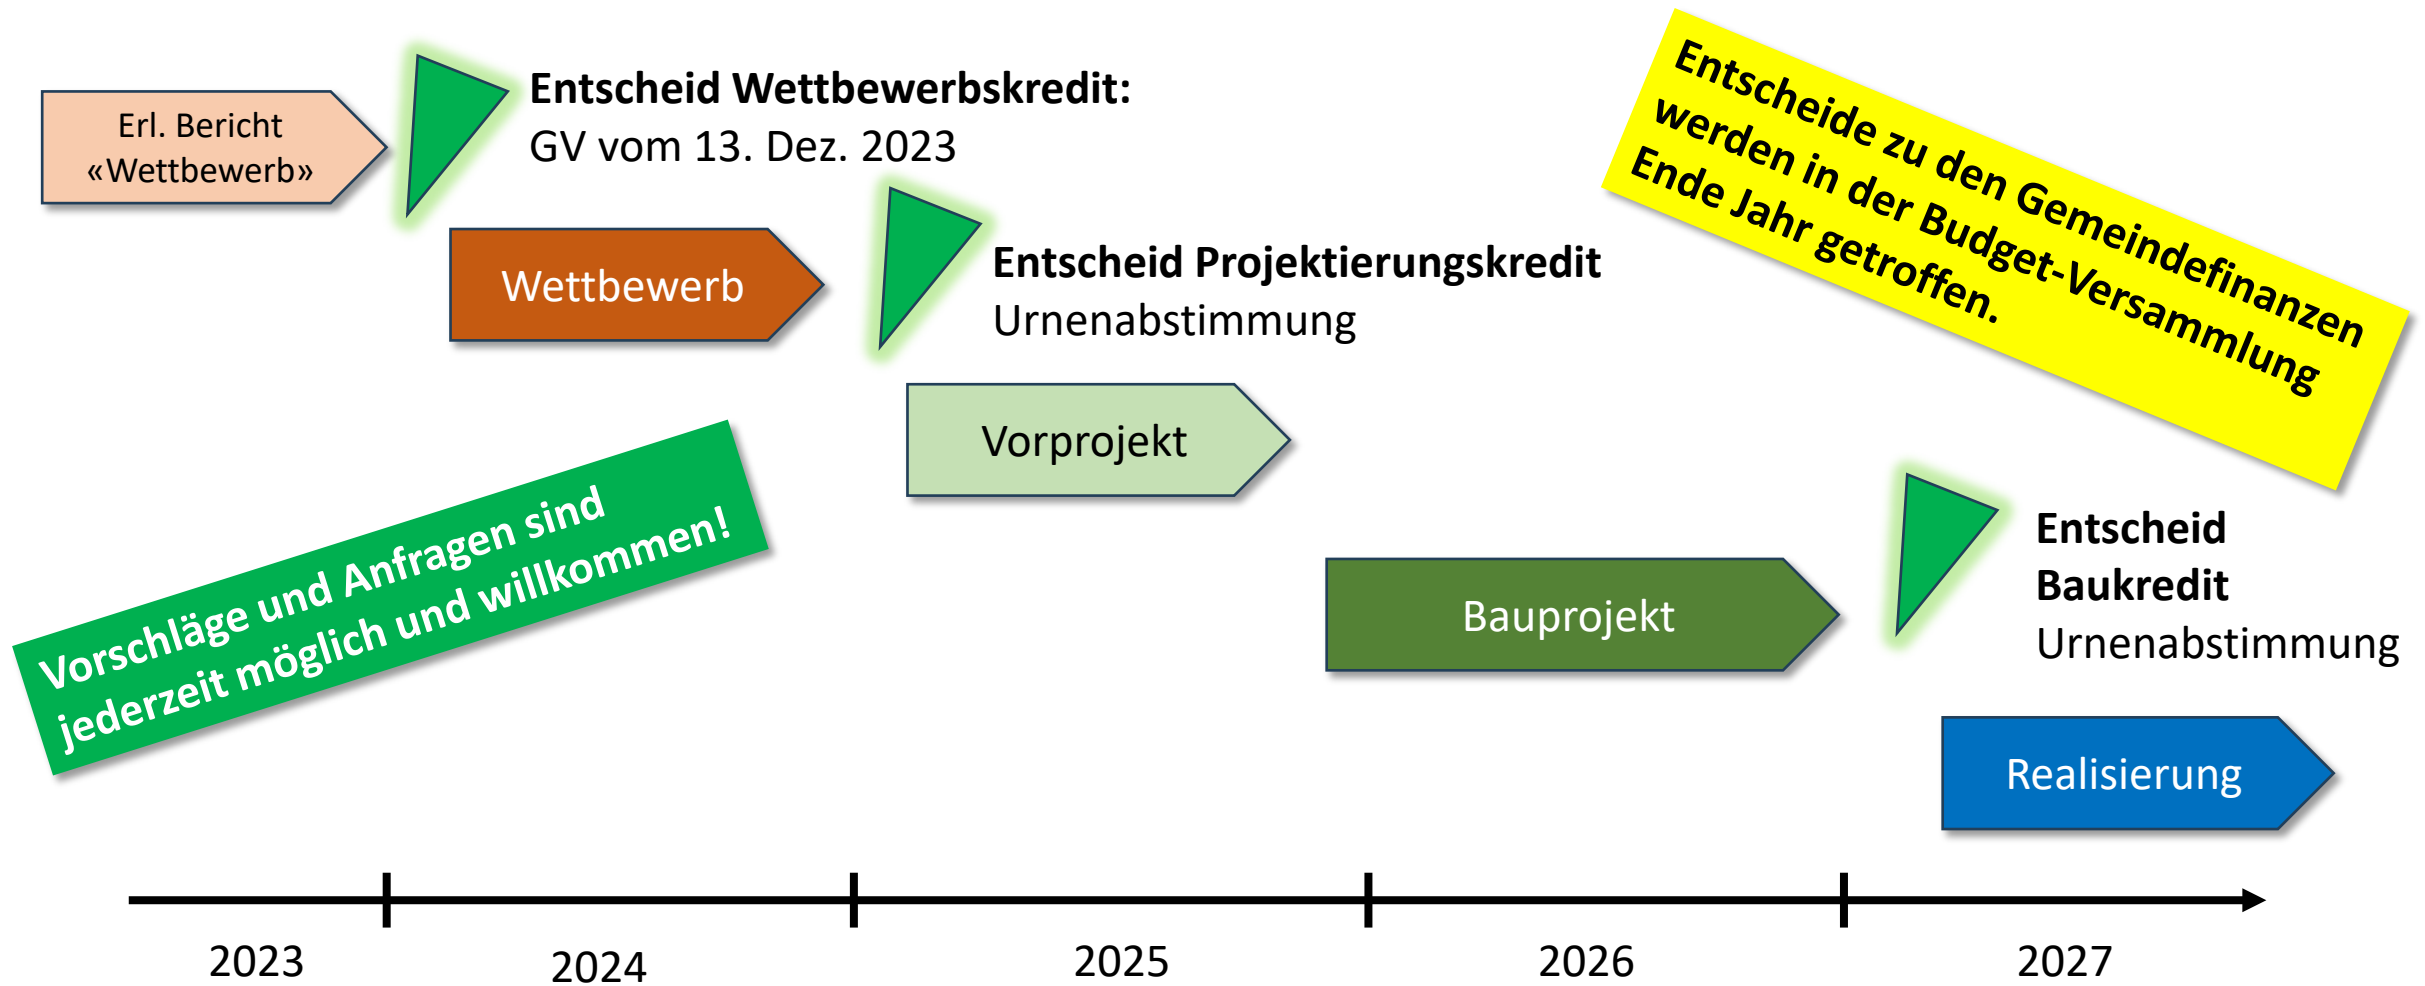 Erl. Bericht
«Wettbewerb»
Entscheid Wettbewerbskredit:
GV vom 13. Dez. 2023
Entscheide zu den Gemeindefinanzen
werden in der Budget-Versammlung
Ende Jahr getroffen.
Wettbewerb
Entscheid Projektierungskredit
Urnenabstimmung
Vorprojekt
Vorschläge und Anfragen sind
jederzeit möglich und willkommen!
Bauprojekt
Entscheid
Baukredit
Urnenabstimmung
Realisierung
2023
2024
2025
2026
2027